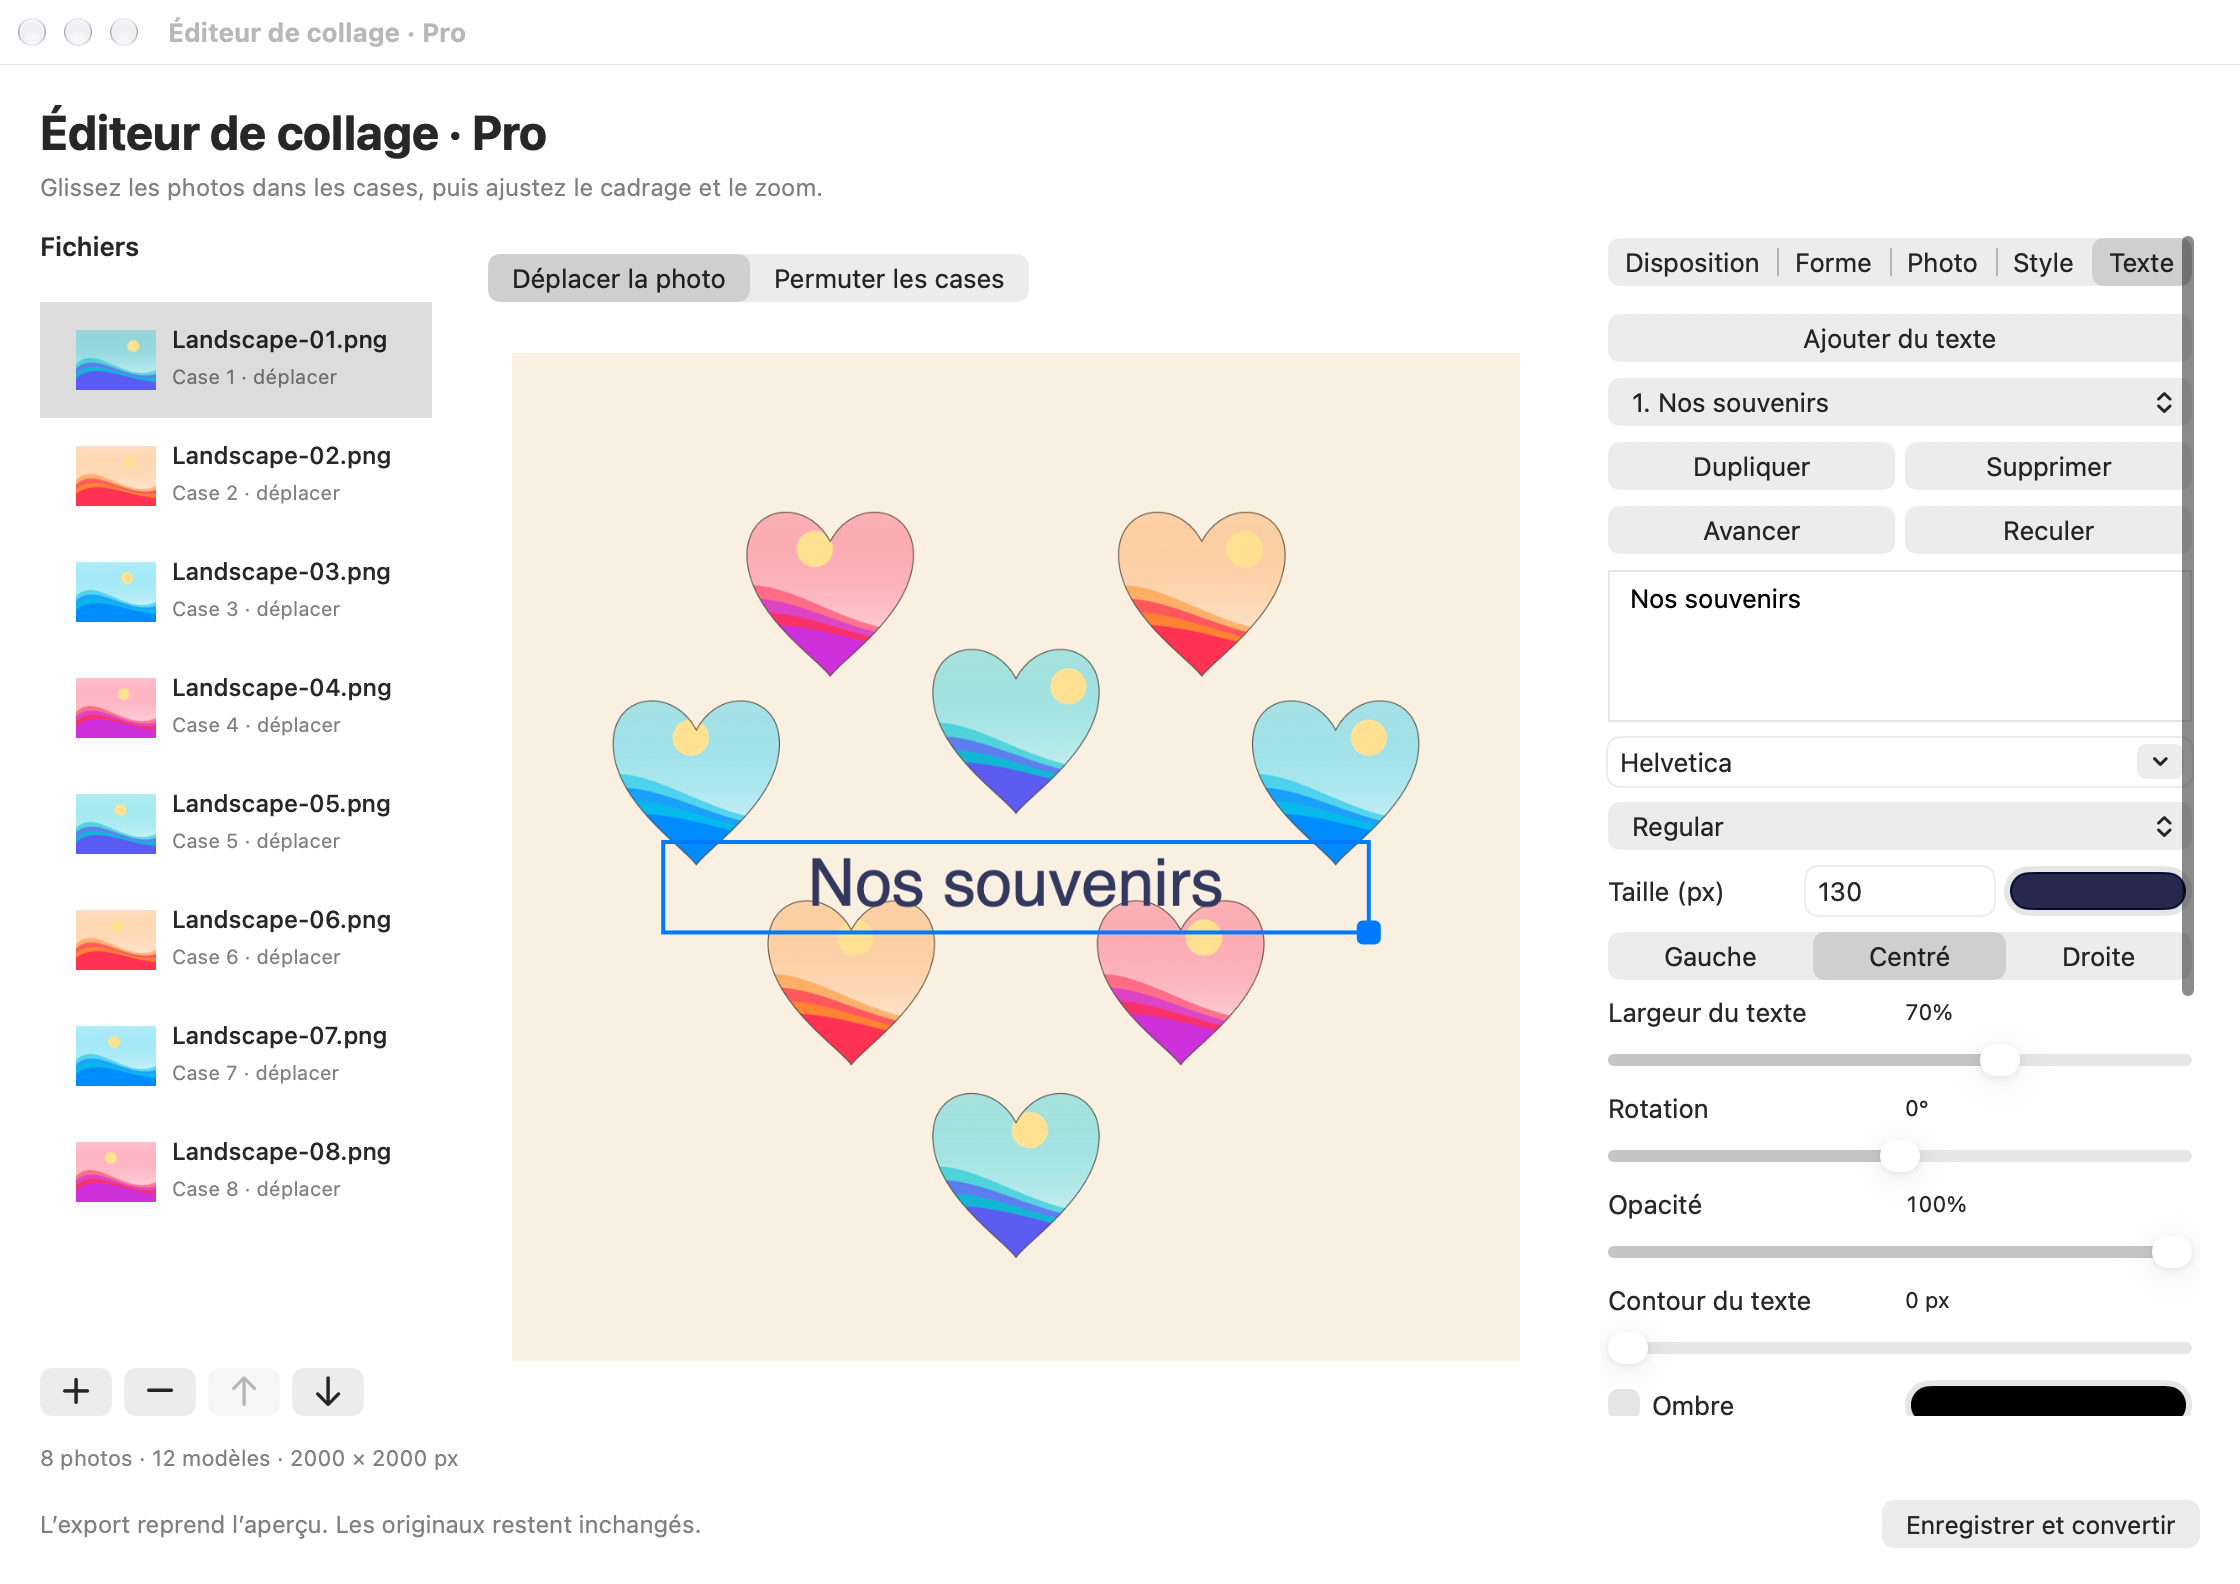 Éditeur de collage · Pro
Éditeur de collage · Pro
Glissez les photos dans les cases, puis ajustez le cadrage et le zoom.
Fichiers
Landscape-01.png
Case 1 · déplacer
Landscape-02.png
Case 2 · déplacer
Landscape-03.png
Case 3 · déplacer
Landscape-04.png
Case 4 · déplacer
Landscape-05.png
Case 5 · déplacer
Landscape-06.png
Case 6 · déplacer
Landscape-07.png
Case 7 · déplacer
Landscape-08.png
Case 8 · déplacer
8 photos · 12 modèles · 2000 × 2000 px
L’export reprend l’aperçu. Les originaux restent inchangés.
Déplacer la photo Permuter les cases
Nos souvenirs
Disposition Forme Photo Style Texte
Ajouter du texte
1. Nos souvenirs
Dupliquer Supprimer
Avancer Reculer
Nos souvenirs
Helvetica
Regular
Taille (px) 130
Gauche Centré Droite
Largeur du texte 70%
Rotation 0°
Opacité 100%
Contour du texte 0 px
Ombre
Enregistrer et convertir